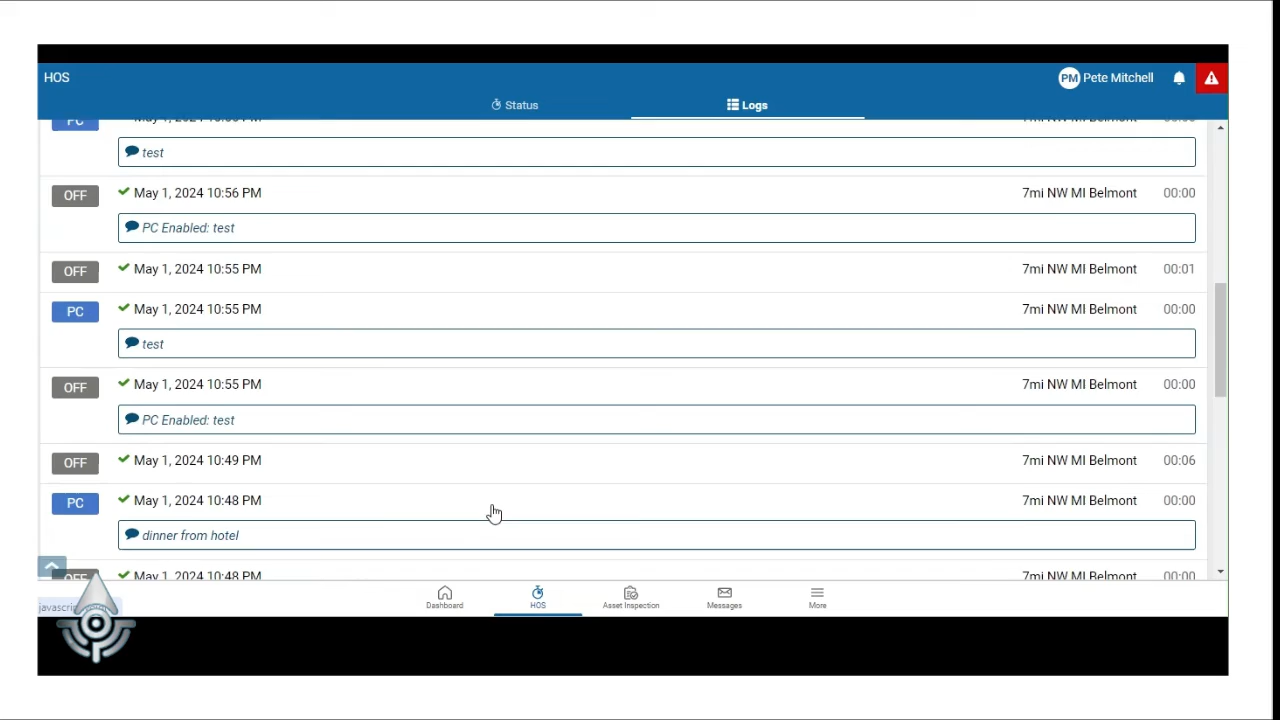 HOS
PM Pete Mitchell
Status
Logs
PC
test
OFF May 1, 2024 10:56 PM 7mi NW MI Belmont 00:00
PC Enabled: test
OFF May 1, 2024 10:55 PM 7mi NW MI Belmont 00:01
PC May 1, 2024 10:55 PM 7mi NW MI Belmont 00:00
test
OFF May 1, 2024 10:55 PM 7mi NW MI Belmont 00:00
PC Enabled: test
OFF May 1, 2024 10:49 PM 7mi NW MI Belmont 00:06
PC May 1, 2024 10:48 PM 7mi NW MI Belmont 00:00
dinner from hotel
OFF May 1, 2024 10:48 PM 7mi NW MI Belmont 00:00
Dashboard
HOS
Asset Inspection
Messages
More